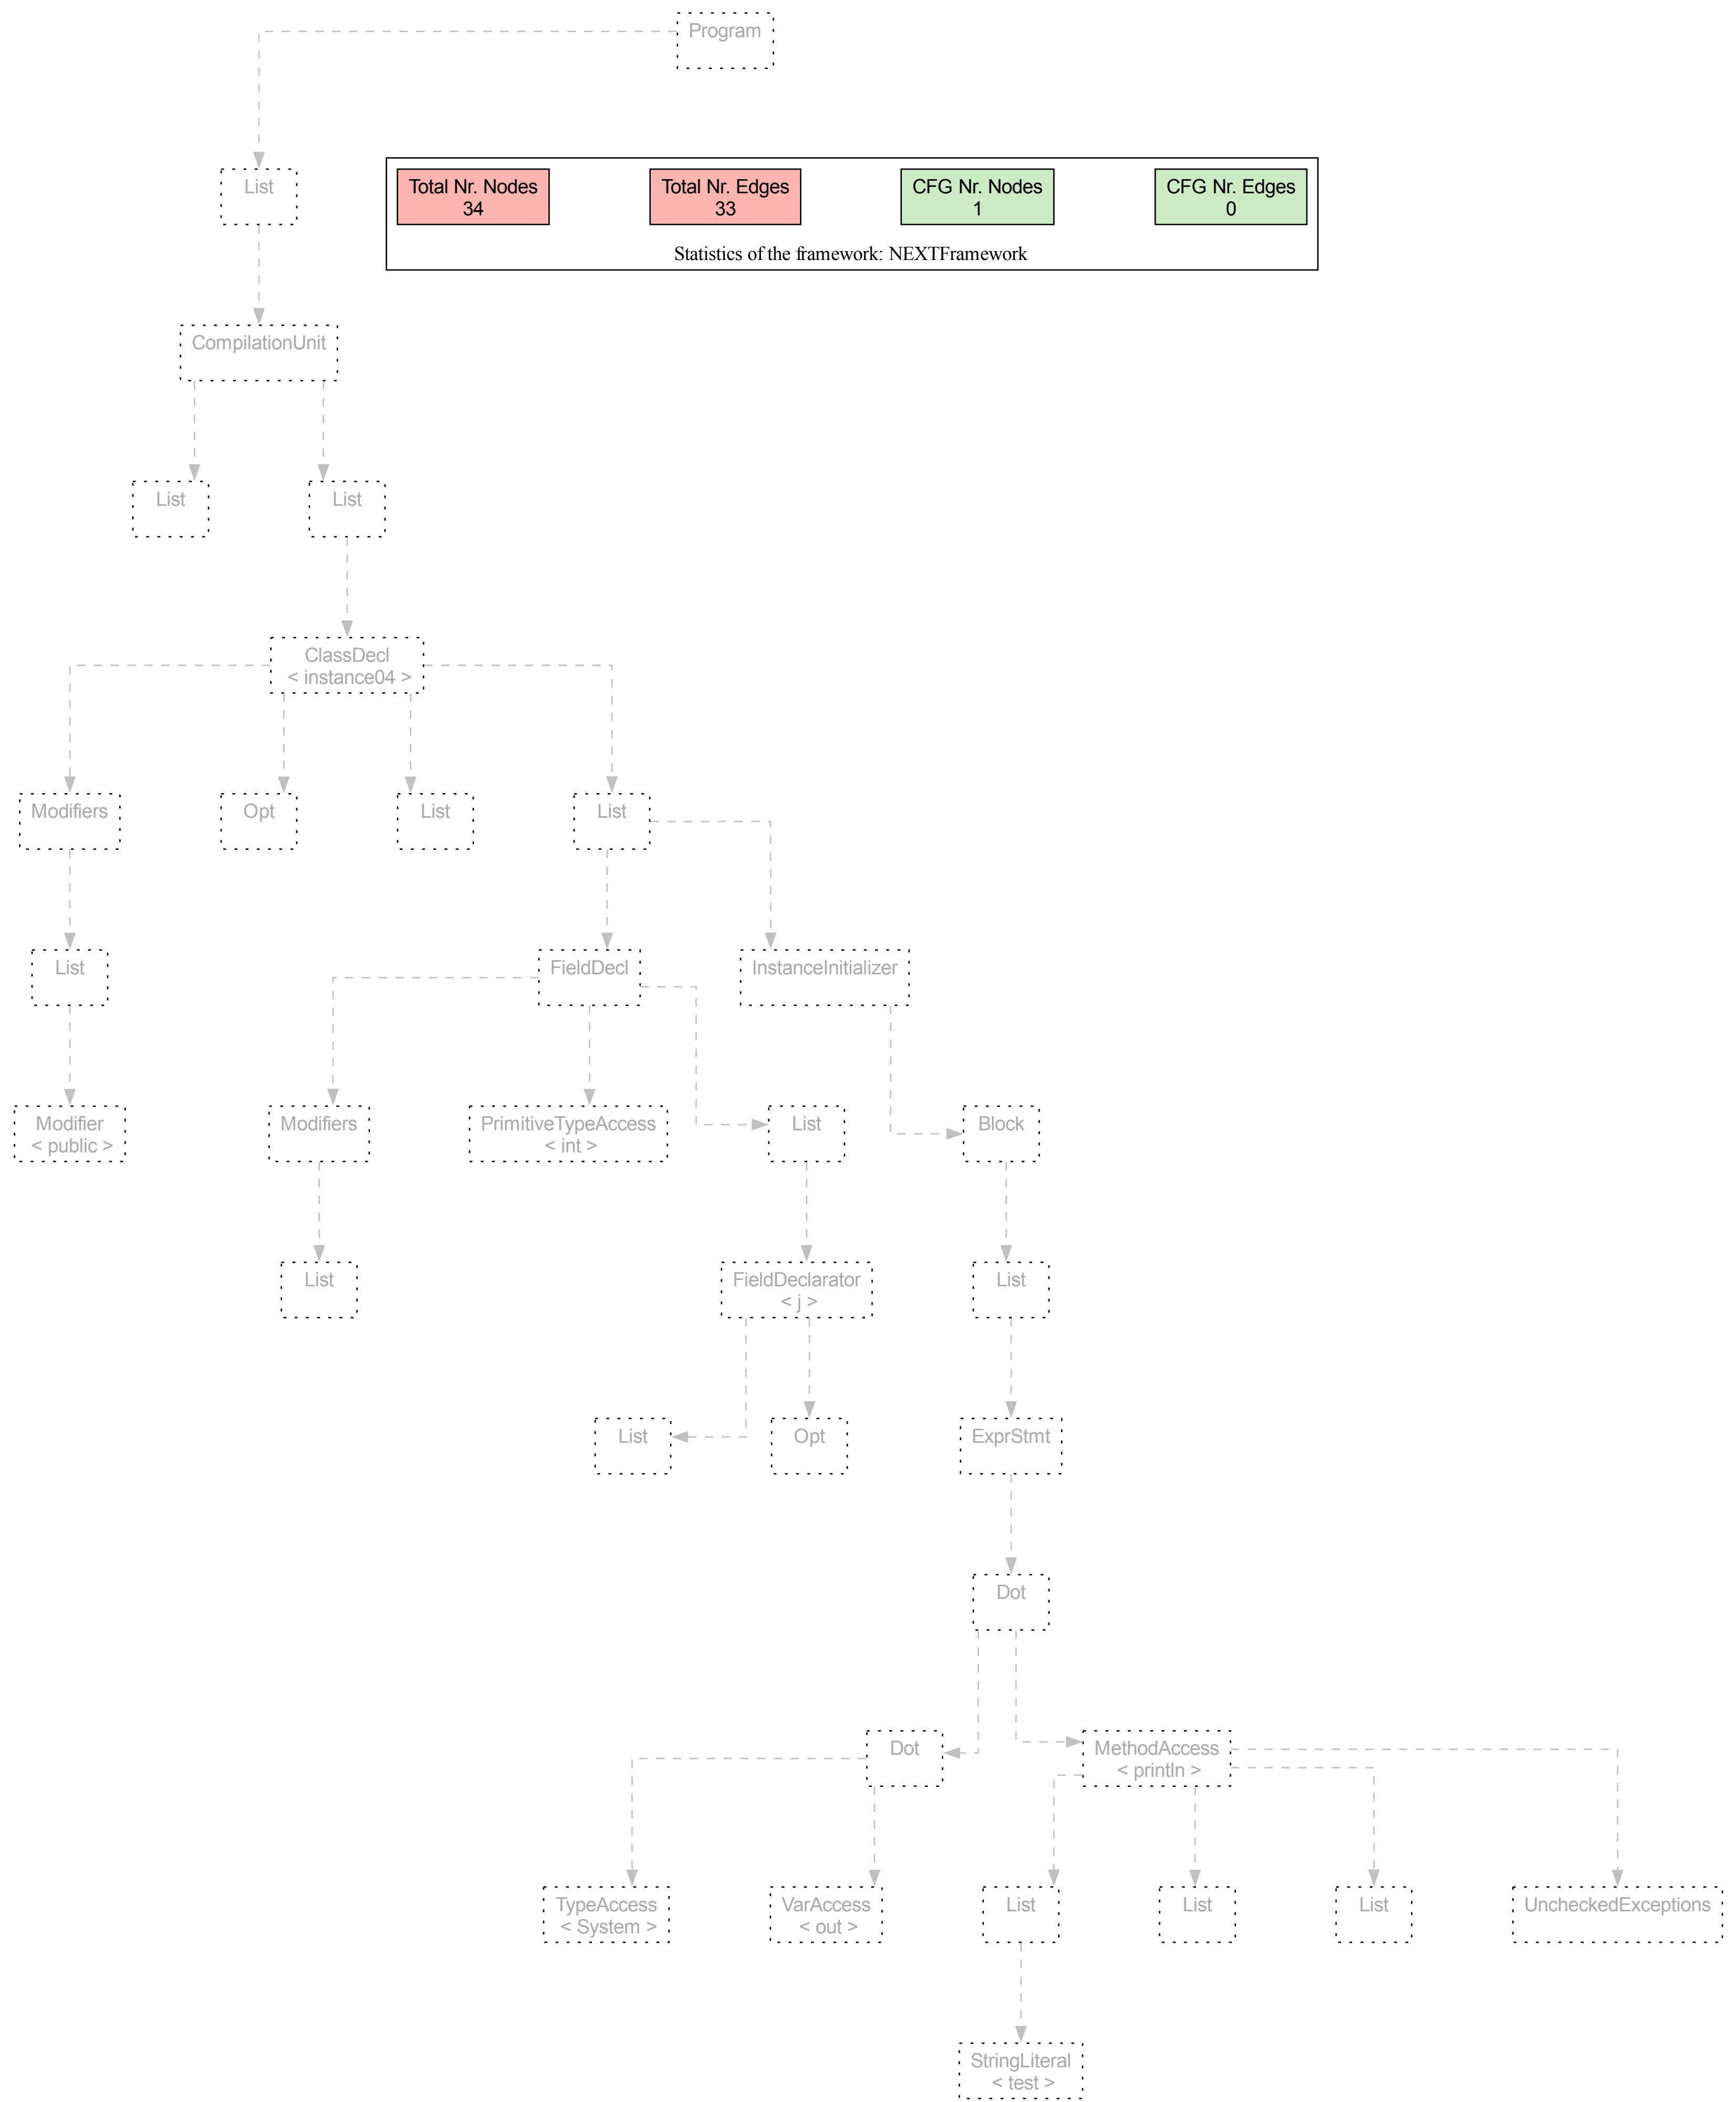 Program
List
Total Nr. Nodes
34
Total Nr. Edges
33
CFG Nr. Nodes
1
CFG Nr. Edges
0
Statistics of the framework: NEXTFramework
CompilationUnit
List
List
ClassDecl
< instance04 >
Modifiers
Opt
List
List
List
FieldDecl
InstanceInitializer
Modifier
< public >
Modifiers
PrimitiveTypeAccess
< int >
List
Block
List
FieldDeclarator
< j >
List
List
Opt
ExprStmt
Dot
Dot
MethodAccess
< println >
TypeAccess
< System >
VarAccess
< out >
List
List
List
UncheckedExceptions
StringLiteral
< test >